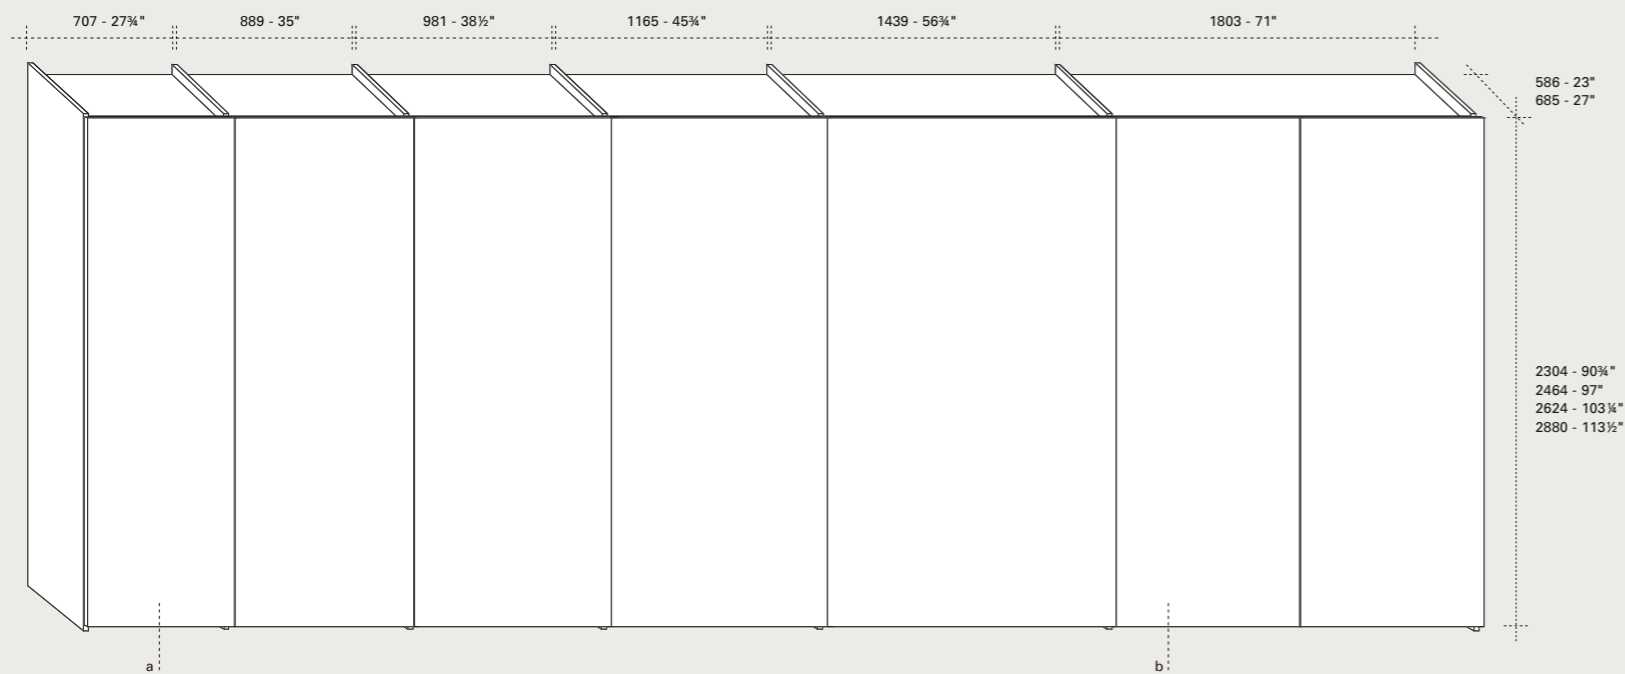 707 - 27¾"
889 - 35"
981 - 38½"
1165 - 45¾"
1439 - 56¾"
1803 - 71"
586 - 23"
685 - 27"
2304 - 90¾"
2464 - 97"
2624 - 103¼"
2880 - 113½"
a
b